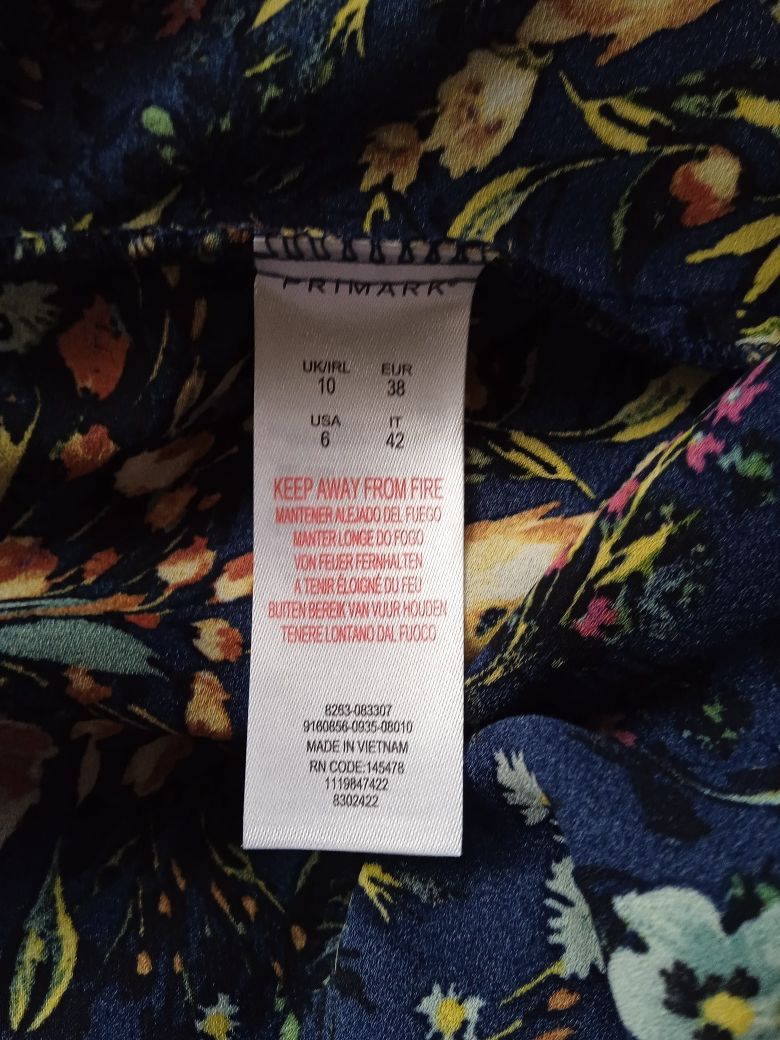 PRIMARK
UK/IRL EUR
10 38
USA IT
6 42
KEEP AWAY FROM FIRE
MANTENER ALEJADO DEL FUEGO
MANTER LONGE DO FOGO
VON FEUER FERNHALTEN
A TENIR ÉLOIGNÉ DU FEU
BUITEN BEREIK VAN VUUR HOUDEN
TENERE LONTANO DAL FUOCO
8263-083307
9160856-0935-08010
MADE IN VIETNAM
RN CODE:145478
1119847422
8302422